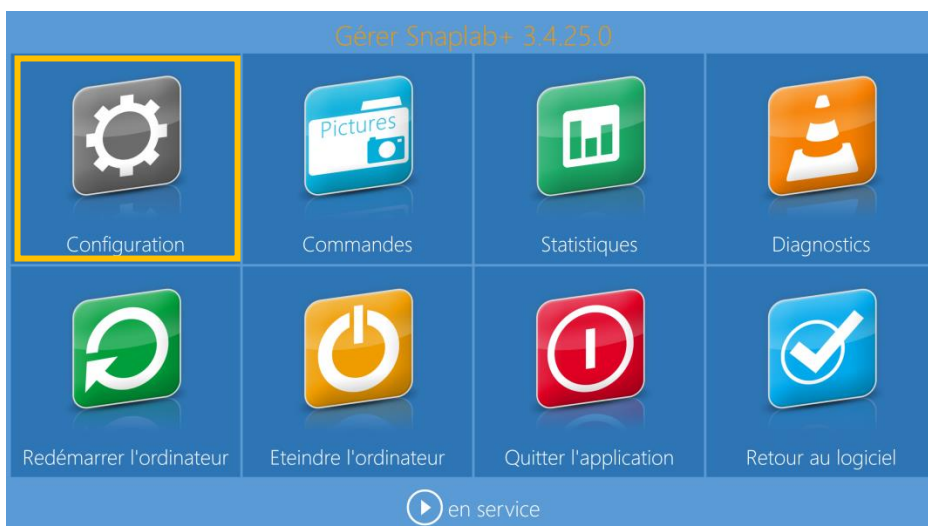 Gérer Snaplab+ 3.4.25.0
Pictures
Configuration
Commandes
Statistiques
Diagnostics
Redémarrer l'ordinateur
Eteindre l'ordinateur
Quitter l'application
Retour au logiciel
en service